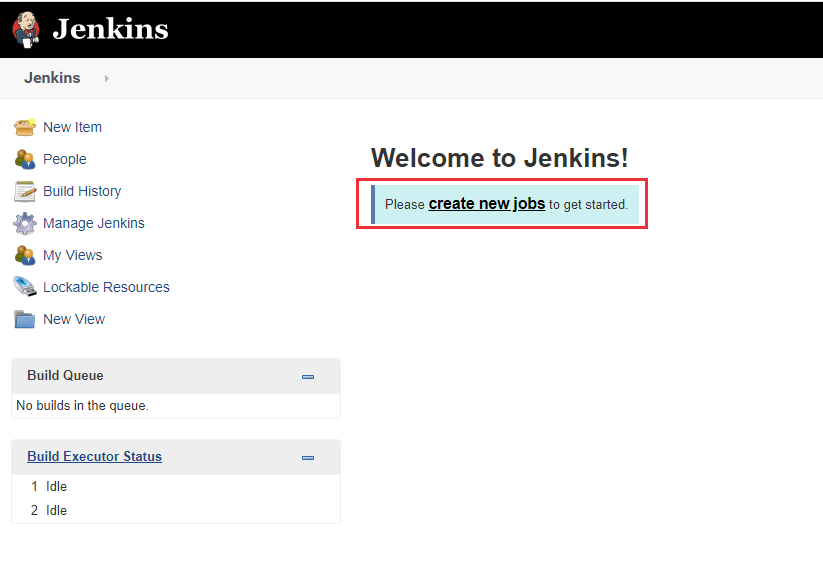 Jenkins
Jenkins
New Item
People
Build History
Manage Jenkins
My Views
Lockable Resources
New View
Build Queue
No builds in the queue.
Build Executor Status
1 Idle
2 Idle
Welcome to Jenkins!
Please create new jobs to get started.